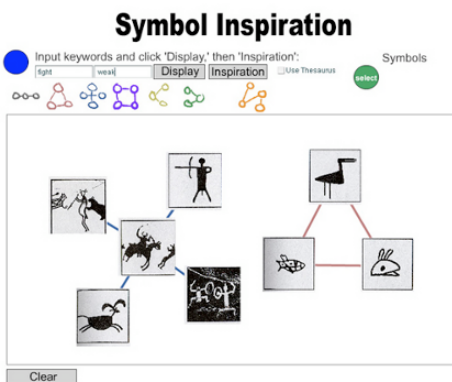 Symbol Inspiration
Input keywords and click 'Display,' then 'Inspiration':
Symbols
fight weak Display Inspiration Use Thesaurus
select
Clear